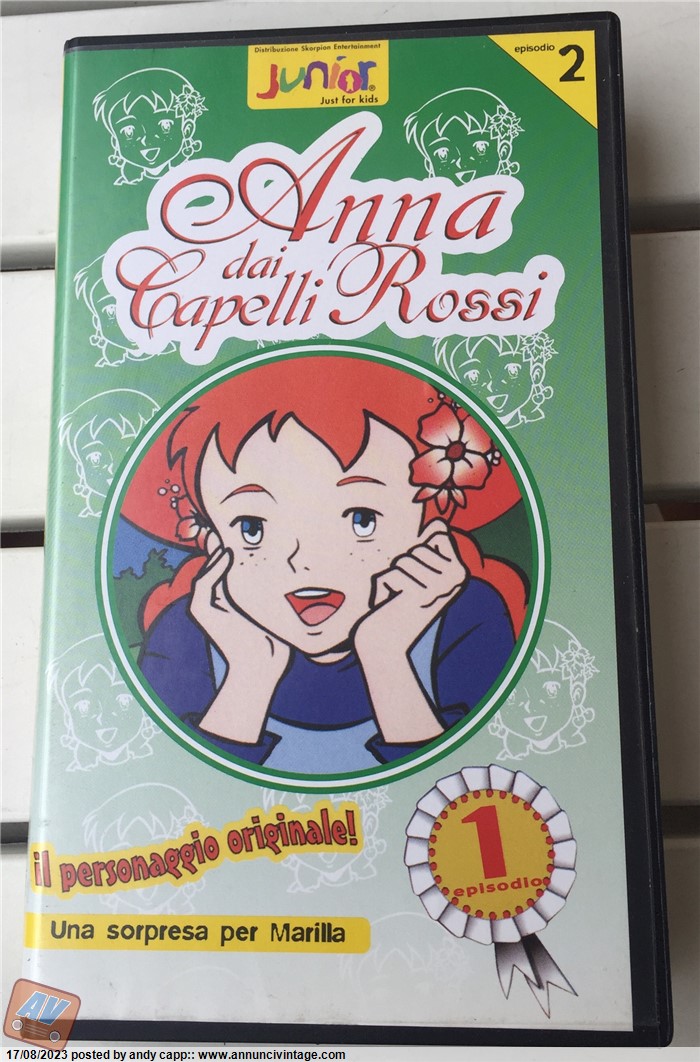 Distribuzione Skorpion Entertainment
Junior®
Just for kids
episodio 2
Anna
dai
Capelli Rossi
il personaggio originale!
1
episodio
Una sorpresa per Marilla
AV
17/08/2023 posted by andy capp:: www.annuncivintage.com